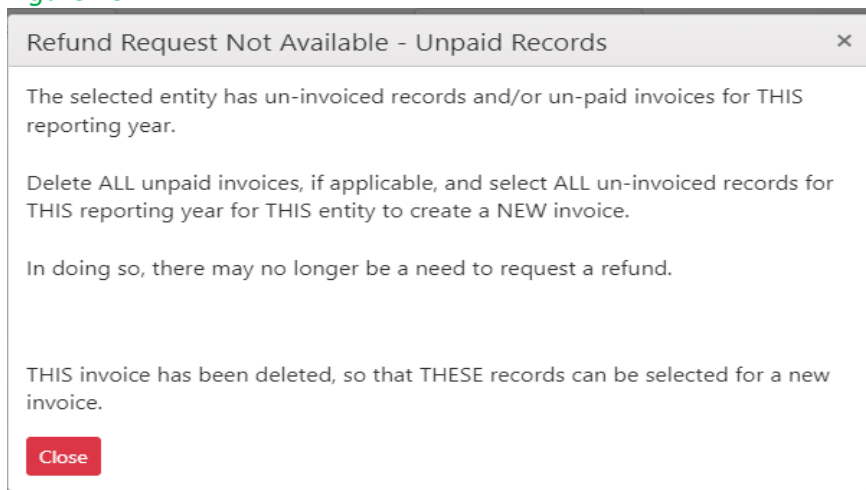 Refund Request Not Available - Unpaid Records ×
The selected entity has un-invoiced records and/or un-paid invoices for THIS
reporting year.
Delete ALL unpaid invoices, if applicable, and select ALL un-invoiced records for
THIS reporting year for THIS entity to create a NEW invoice.
In doing so, there may no longer be a need to request a refund.
THIS invoice has been deleted, so that THESE records can be selected for a new
invoice.
Close